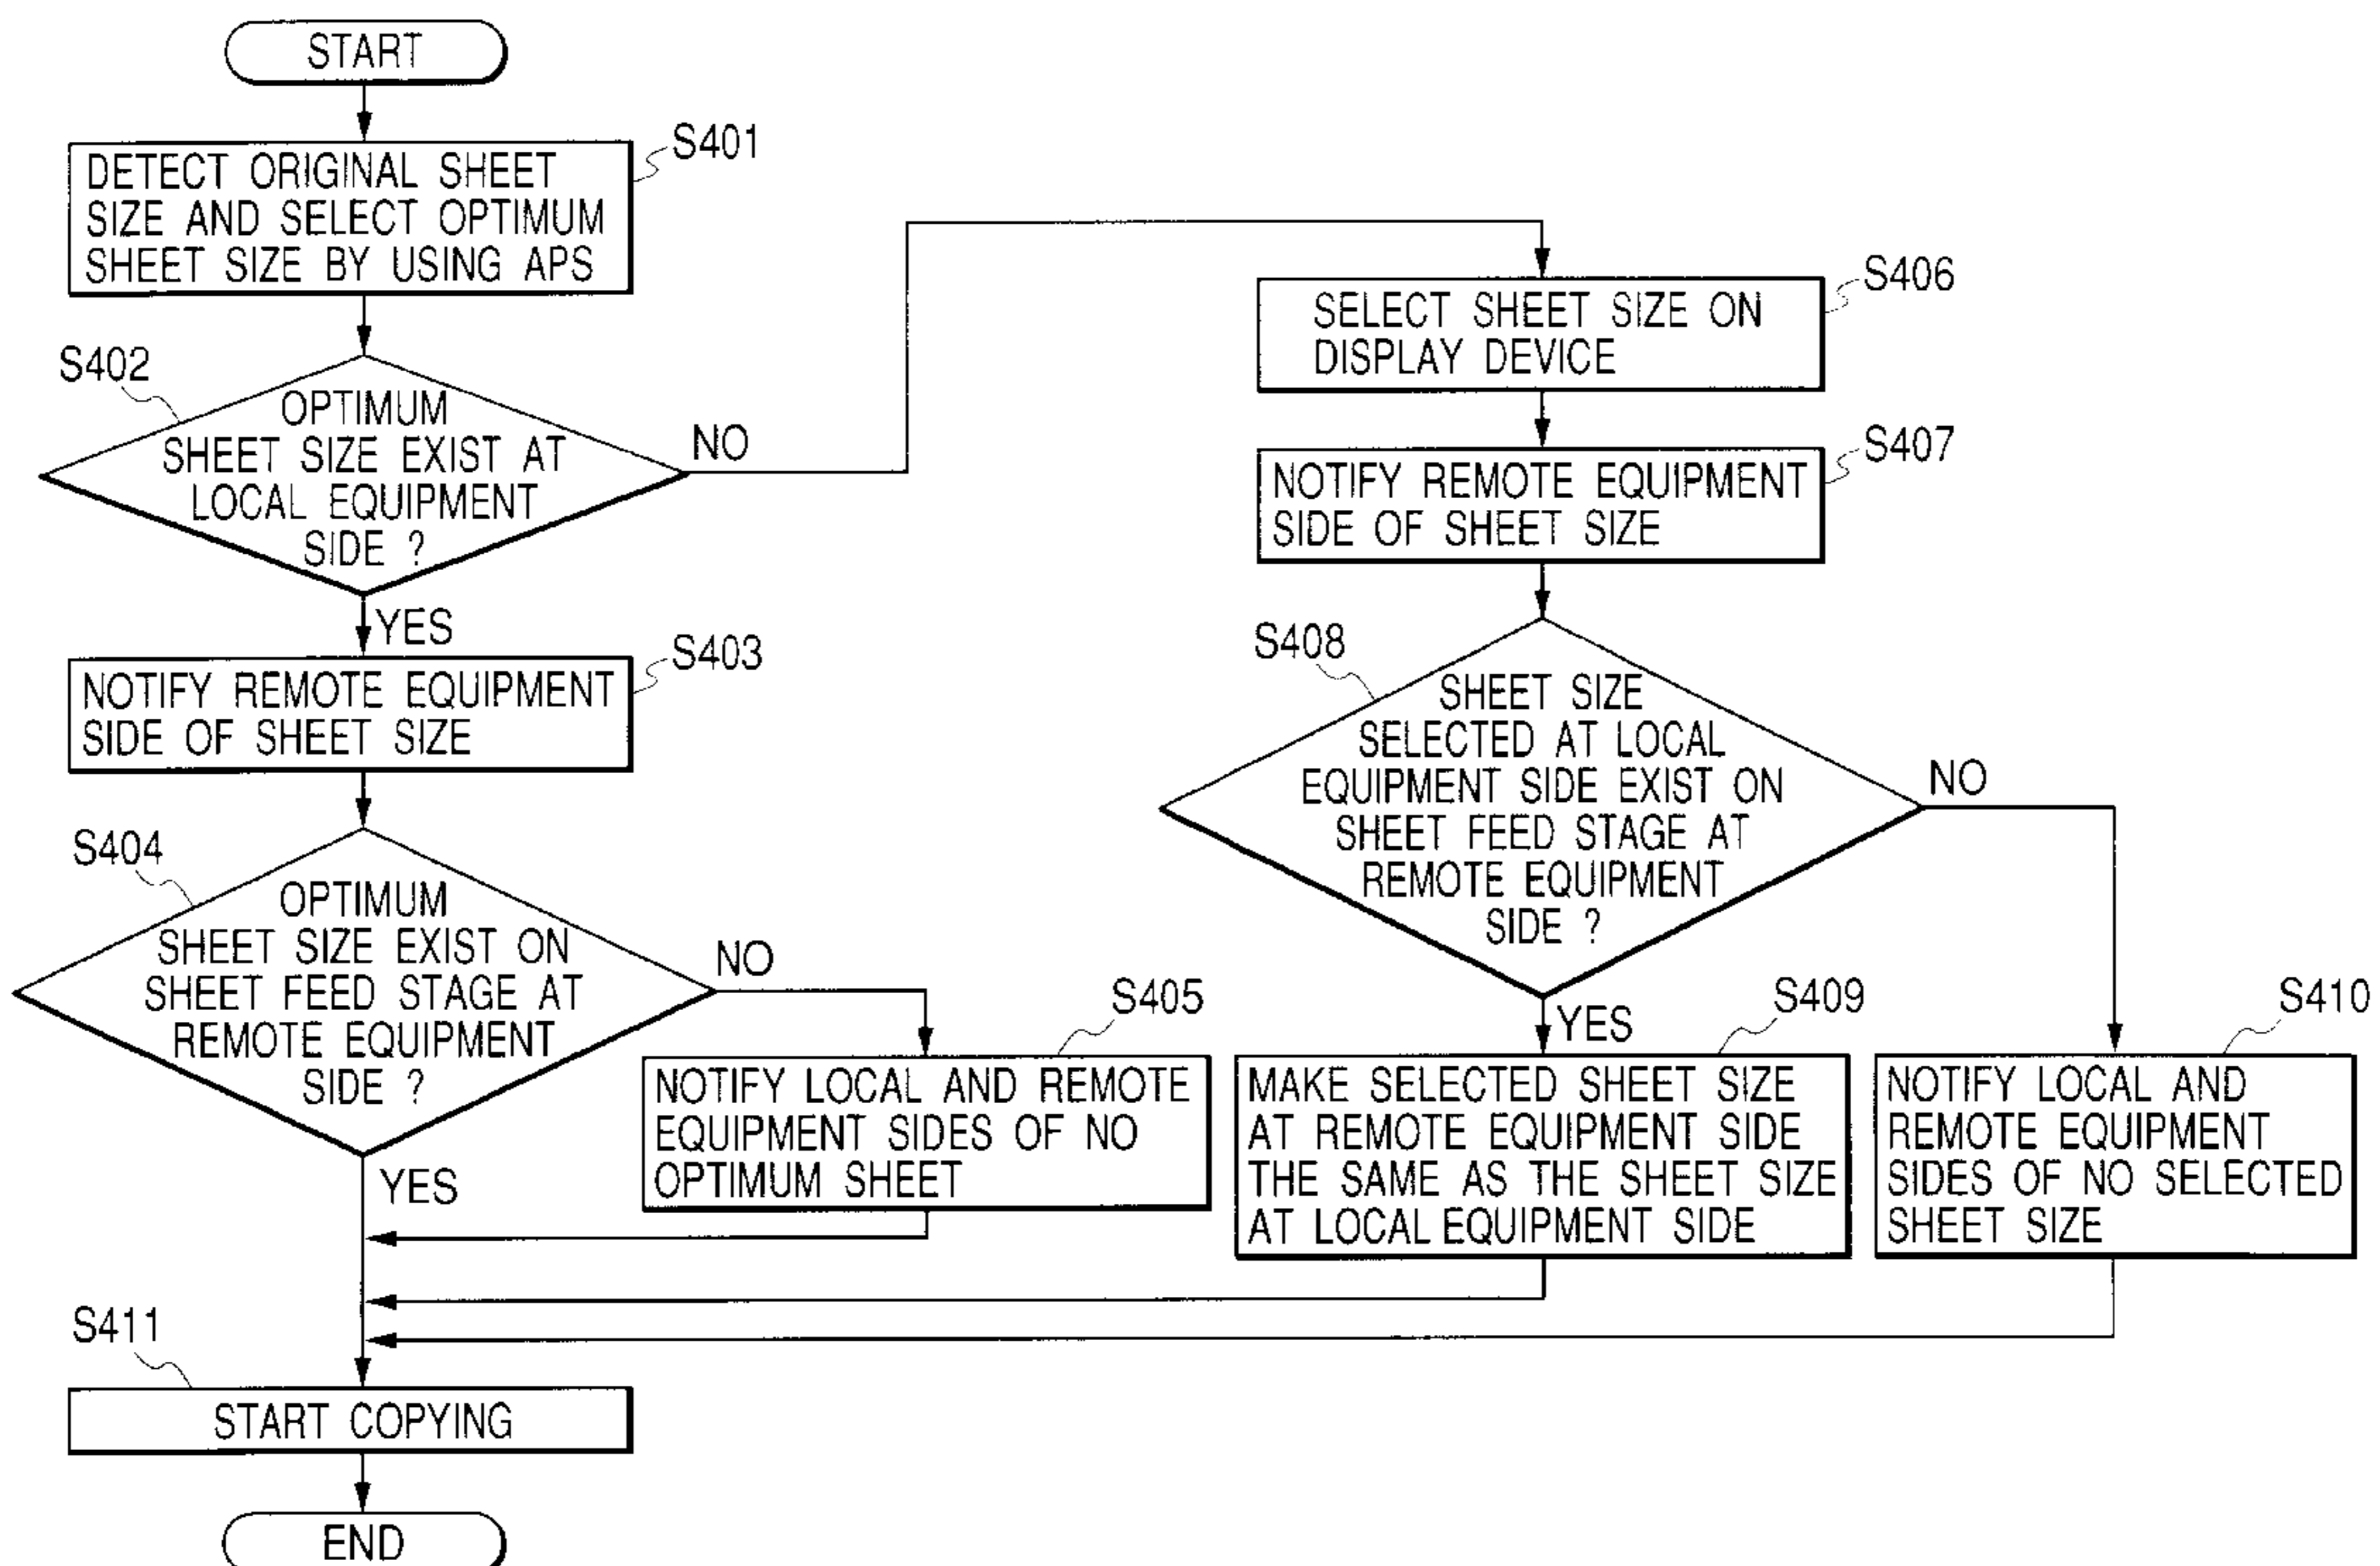 START
S401
DETECT ORIGINAL SHEET
SIZE AND SELECT OPTIMUM
SHEET SIZE BY USING APS
S402
OPTIMUM
SHEET SIZE EXIST AT
LOCAL EQUIPMENT
SIDE ?
NO
YES
S403
NOTIFY REMOTE EQUIPMENT
SIDE OF SHEET SIZE
S404
OPTIMUM
SHEET SIZE EXIST ON
SHEET FEED STAGE AT
REMOTE EQUIPMENT
SIDE ?
NO
YES
S405
NOTIFY LOCAL AND REMOTE
EQUIPMENT SIDES OF NO
OPTIMUM SHEET
S406
SELECT SHEET SIZE ON
DISPLAY DEVICE
S407
NOTIFY REMOTE EQUIPMENT
SIDE OF SHEET SIZE
S408
SHEET SIZE
SELECTED AT LOCAL
EQUIPMENT SIDE EXIST ON
SHEET FEED STAGE AT
REMOTE EQUIPMENT
SIDE ?
NO
YES
S409
MAKE SELECTED SHEET SIZE
AT REMOTE EQUIPMENT SIDE
THE SAME AS THE SHEET SIZE
AT LOCAL EQUIPMENT SIDE
S410
NOTIFY LOCAL AND
REMOTE EQUIPMENT
SIDES OF NO SELECTED
SHEET SIZE
S411
START COPYING
END